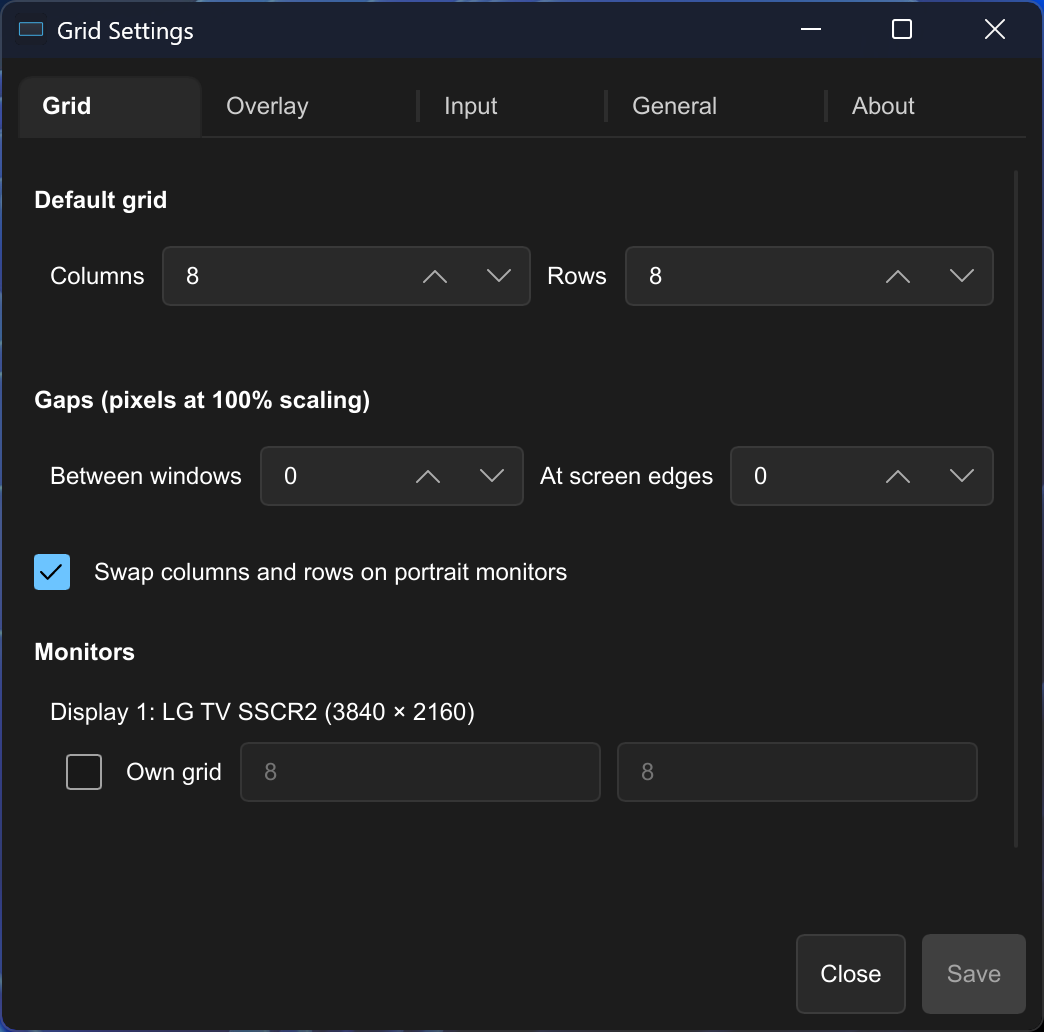 Grid Settings
Grid Overlay Input General About
Default grid
Columns 8 Rows 8
Gaps (pixels at 100% scaling)
Between windows 0 At screen edges 0
Swap columns and rows on portrait monitors
Monitors
Display 1: LG TV SSCR2 (3840 × 2160)
Own grid 8 8
Close Save